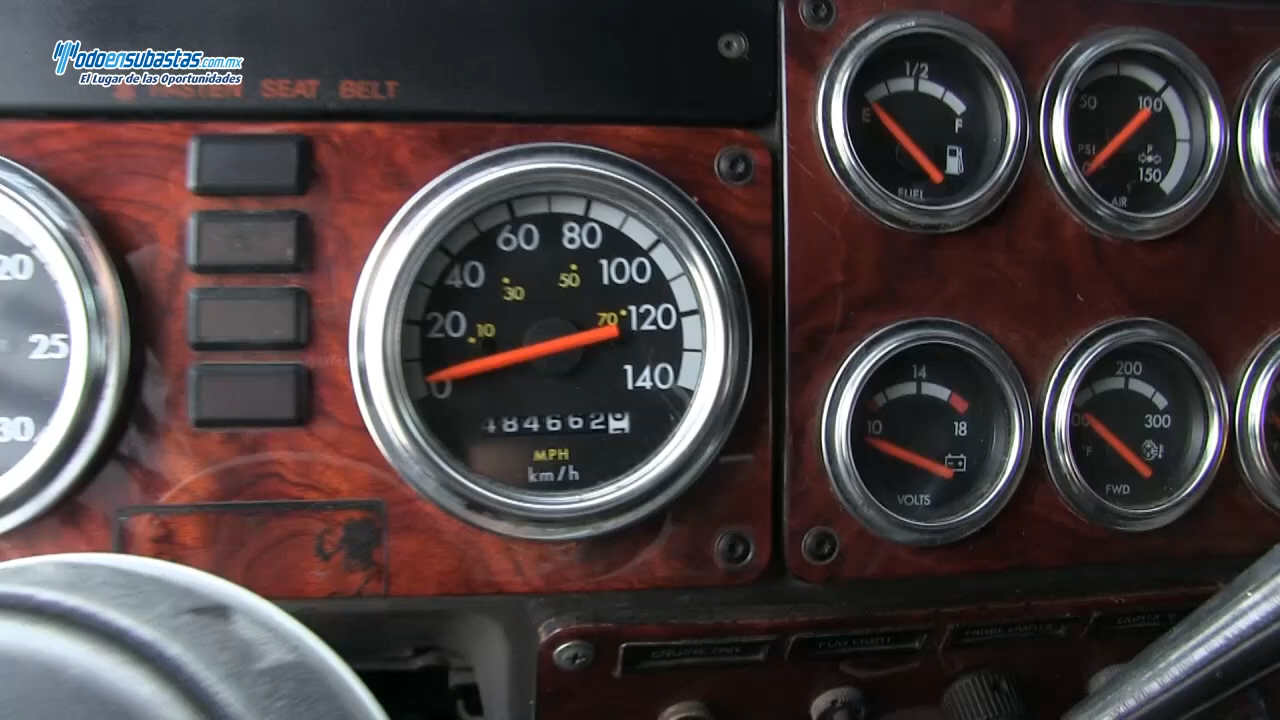 Todoensubastas.com.mx
El Lugar de las Oportunidades
FASTEN SEAT BELT
20
25
30
60 80
40 100
30 50
20 10 70 120
0 140
484662
MPH
km/h
1/2
E F
FUEL
50 100
PSI
0 150
AIR
14
10 18
VOLTS
200
300
°F
FWD